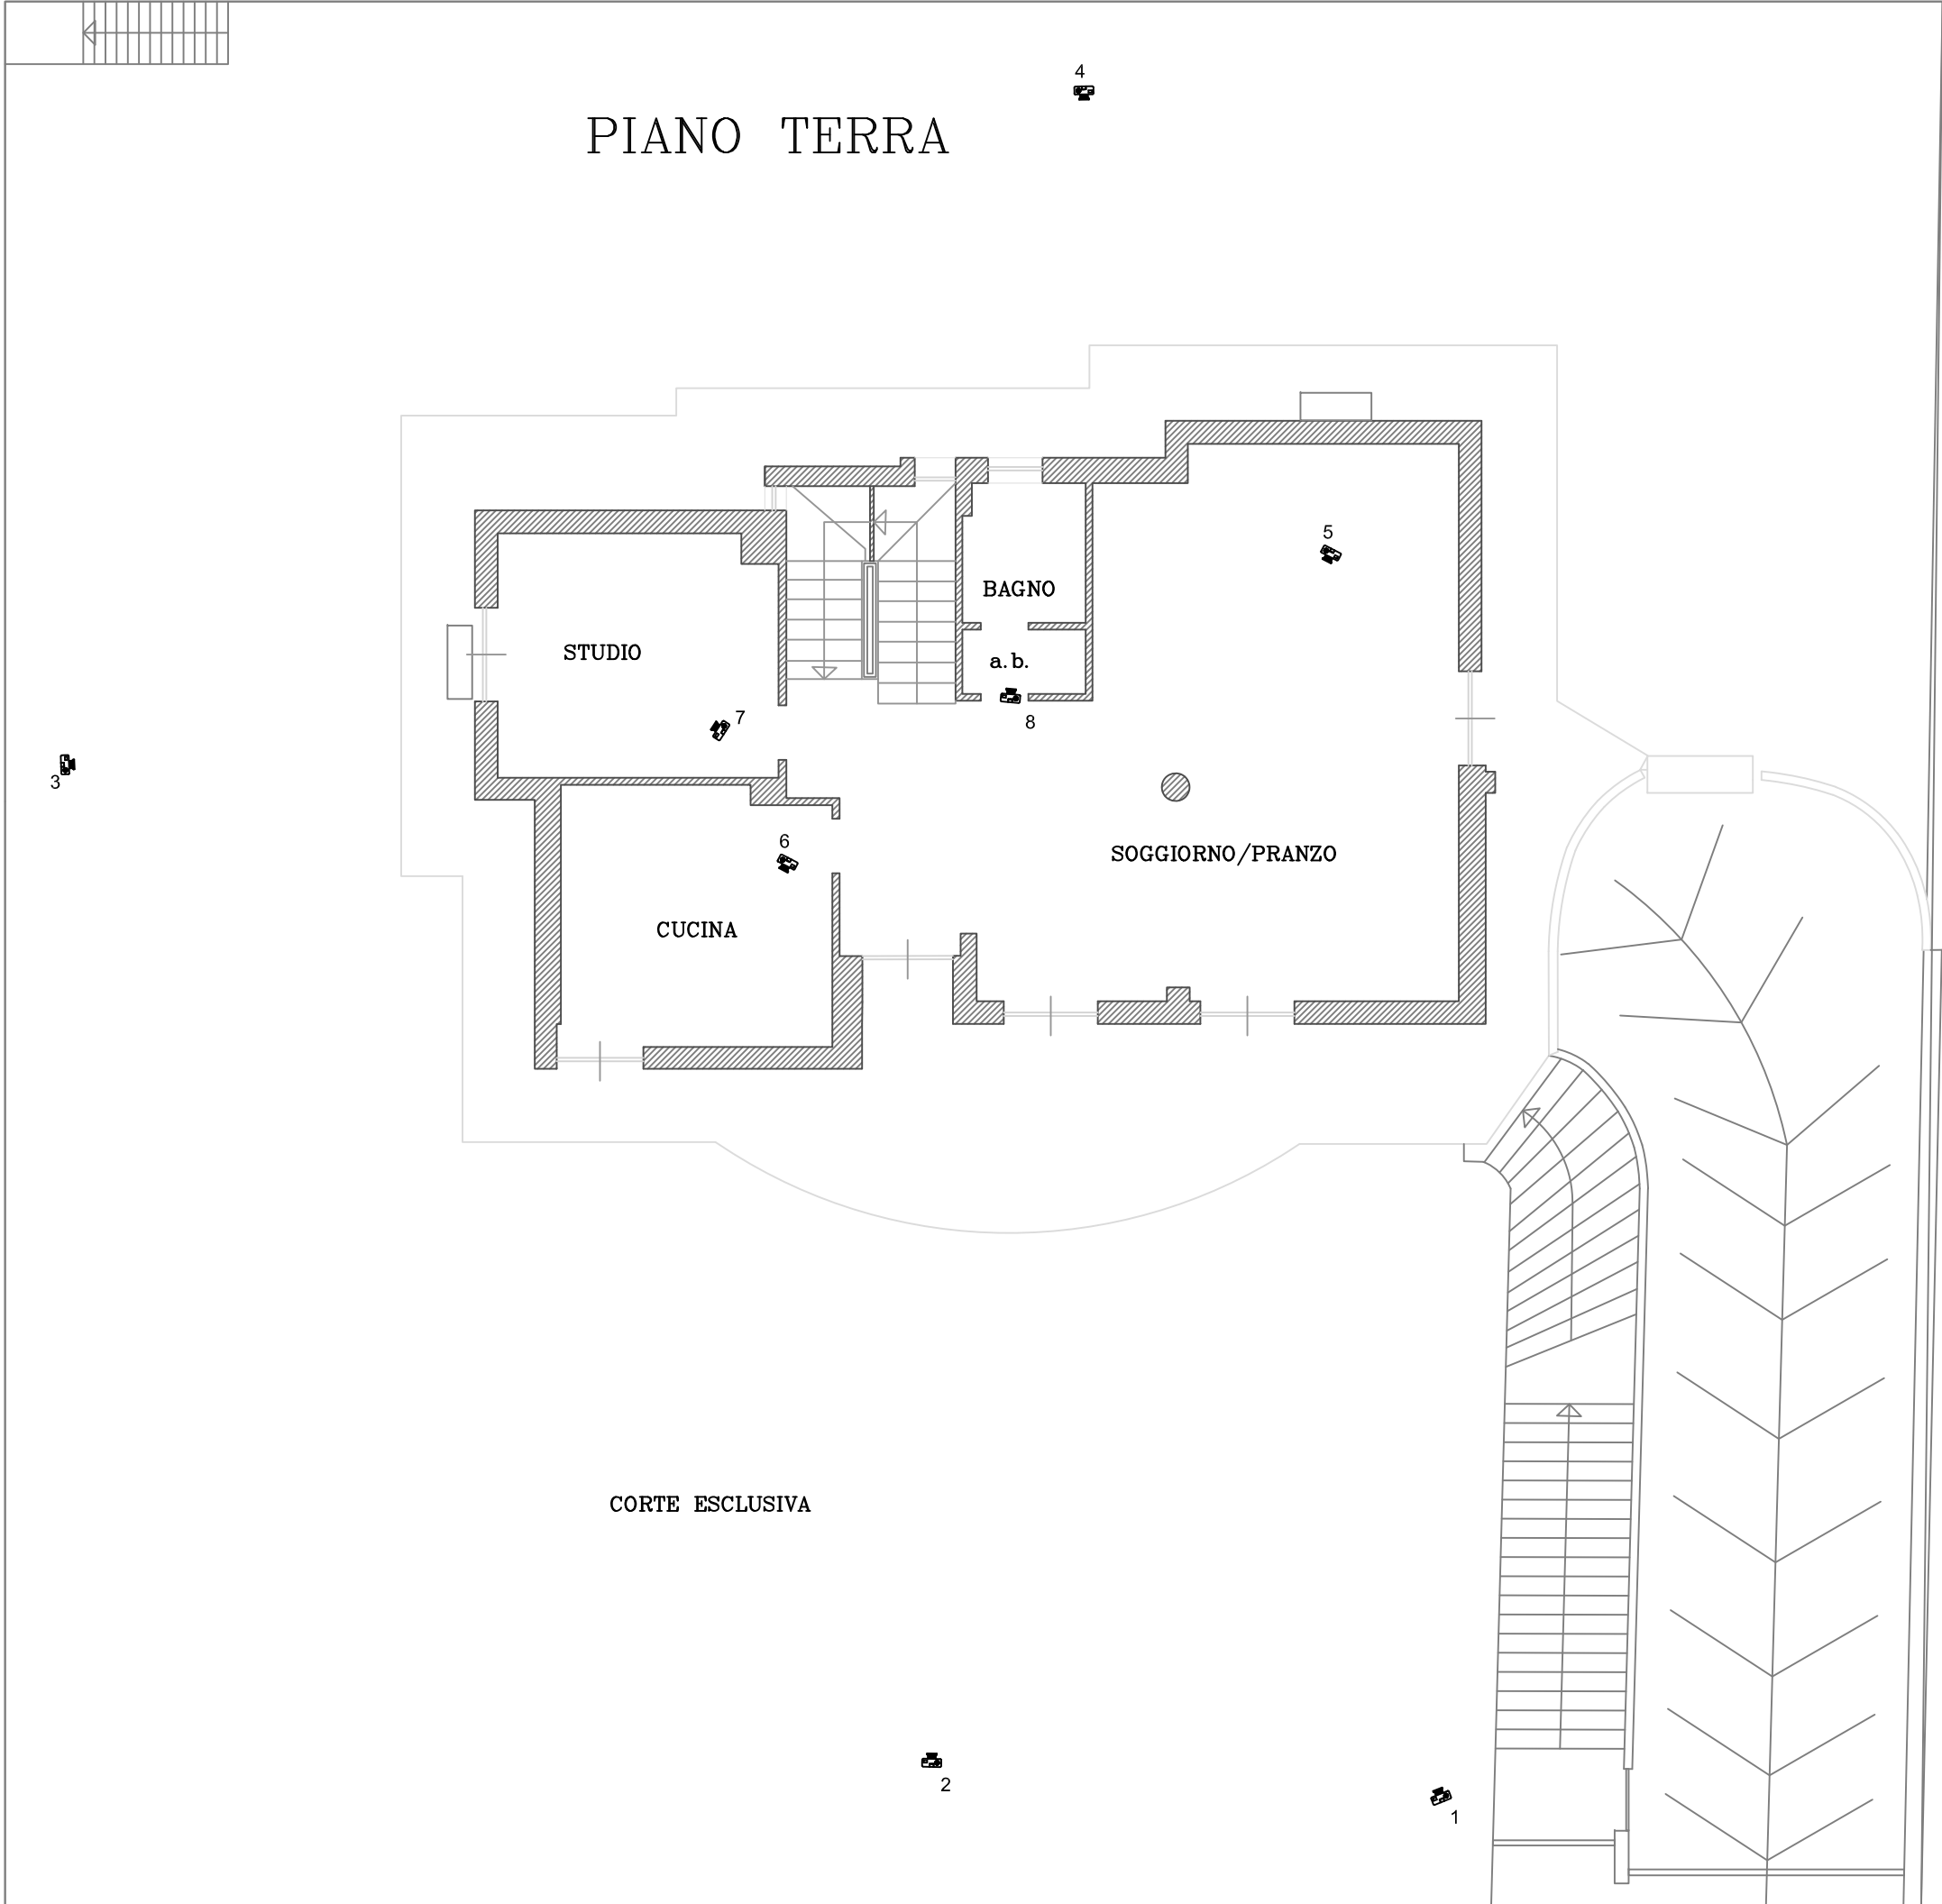 4
PIANO TERRA
5
BAGNO
STUDIO
a.b.
7
8
3
6
SOGGIORNO/PRANZO
CUCINA
CORTE ESCLUSIVA
2
1